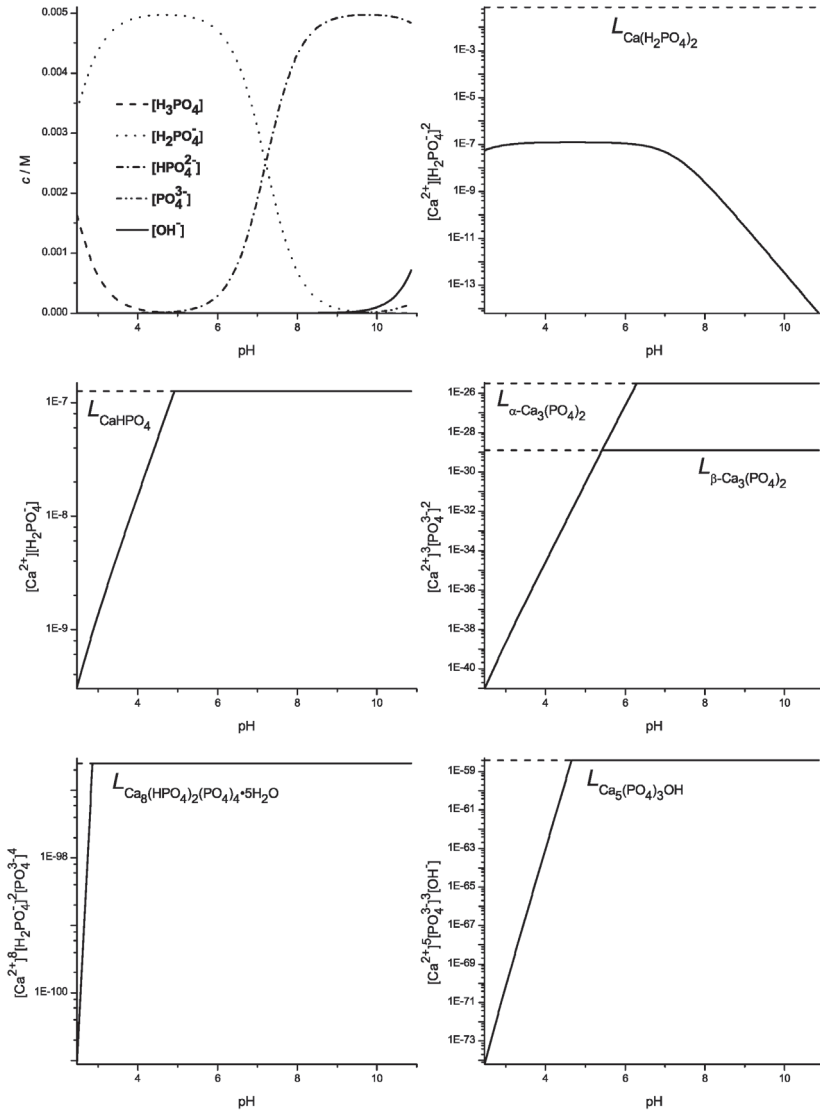 0.005
0.004
0.003
0.002
0.001
0.000
c / M
[H₃PO₄]
[H₂PO₄⁻]
[HPO₄²⁻]
[PO₄³⁻]
[OH⁻]
4 6 8 10
pH
1E-3
1E-5
1E-7
1E-9
1E-11
1E-13
[Ca²⁺][H₂PO₄⁻]²
L Ca(H₂PO₄)₂
4 6 8 10
pH
1E-7
1E-8
1E-9
[Ca²⁺][H₂PO₄⁻]
L CaHPO₄
4 6 8 10
pH
1E-26
1E-28
1E-30
1E-32
1E-34
1E-36
1E-38
1E-40
[Ca²⁺]³[PO₄³⁻]²
L α-Ca₃(PO₄)₂
L β-Ca₃(PO₄)₂
4 6 8 10
pH
1E-98
1E-100
[Ca²⁺]⁸[H₂PO₄⁻]²[PO₄³⁻]⁴
L Ca₈(HPO₄)₂(PO₄)₄•5H₂O
4 6 8 10
pH
1E-59
1E-61
1E-63
1E-65
1E-67
1E-69
1E-71
1E-73
[Ca²⁺]⁵[PO₄³⁻]³[OH⁻]
L Ca₅(PO₄)₃OH
4 6 8 10
pH